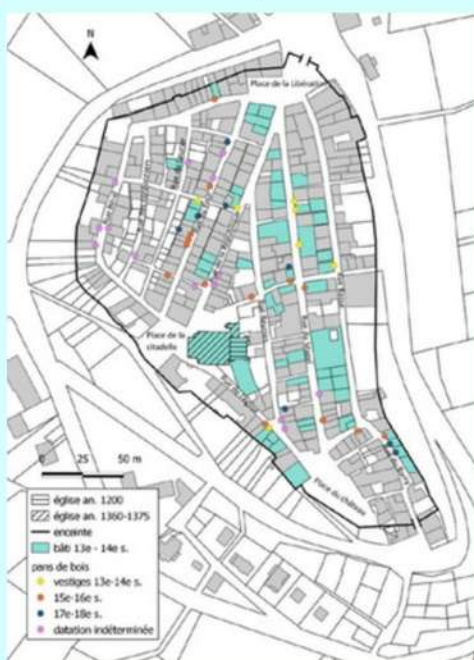 N
Place de la Libération
Place de la
citadelle
Place du château
0 25 50 m
église an. 1200
église an. 1360-1375
enceinte
bâti 13e - 14e s.
pans de bois
vestiges 13e-14e s.
15e-16e s.
17e-18e s.
datation indéterminée